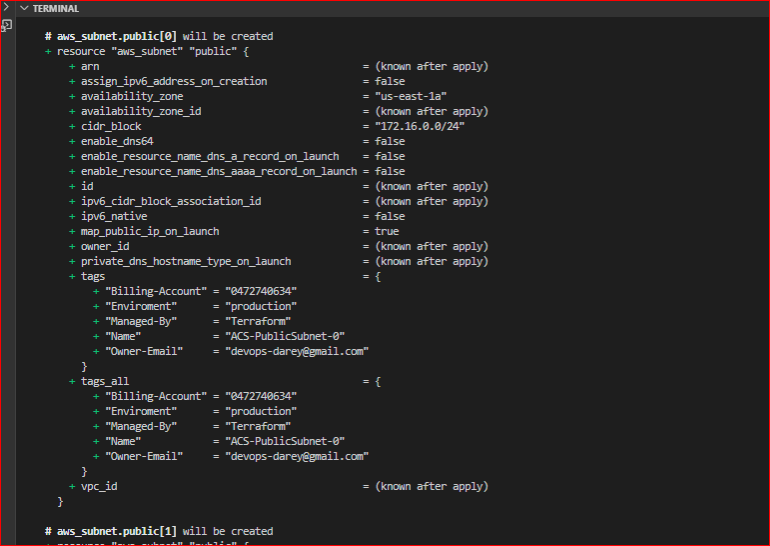 TERMINAL
# aws_subnet.public[0] will be created
+ resource "aws_subnet" "public" {
+ arn = (known after apply)
+ assign_ipv6_address_on_creation = false
+ availability_zone = "us-east-1a"
+ availability_zone_id = (known after apply)
+ cidr_block = "172.16.0.0/24"
+ enable_dns64 = false
+ enable_resource_name_dns_a_record_on_launch = false
+ enable_resource_name_dns_aaaa_record_on_launch = false
+ id = (known after apply)
+ ipv6_cidr_block_association_id = (known after apply)
+ ipv6_native = false
+ map_public_ip_on_launch = true
+ owner_id = (known after apply)
+ private_dns_hostname_type_on_launch = (known after apply)
+ tags = {
+ "Billing-Account" = "0472740634"
+ "Enviroment" = "production"
+ "Managed-By" = "Terraform"
+ "Name" = "ACS-PublicSubnet-0"
+ "Owner-Email" = "devops-darey@gmail.com"
}
+ tags_all = {
+ "Billing-Account" = "0472740634"
+ "Enviroment" = "production"
+ "Managed-By" = "Terraform"
+ "Name" = "ACS-PublicSubnet-0"
+ "Owner-Email" = "devops-darey@gmail.com"
}
+ vpc_id = (known after apply)
}
# aws_subnet.public[1] will be created
+ resource "aws_subnet" "public" {